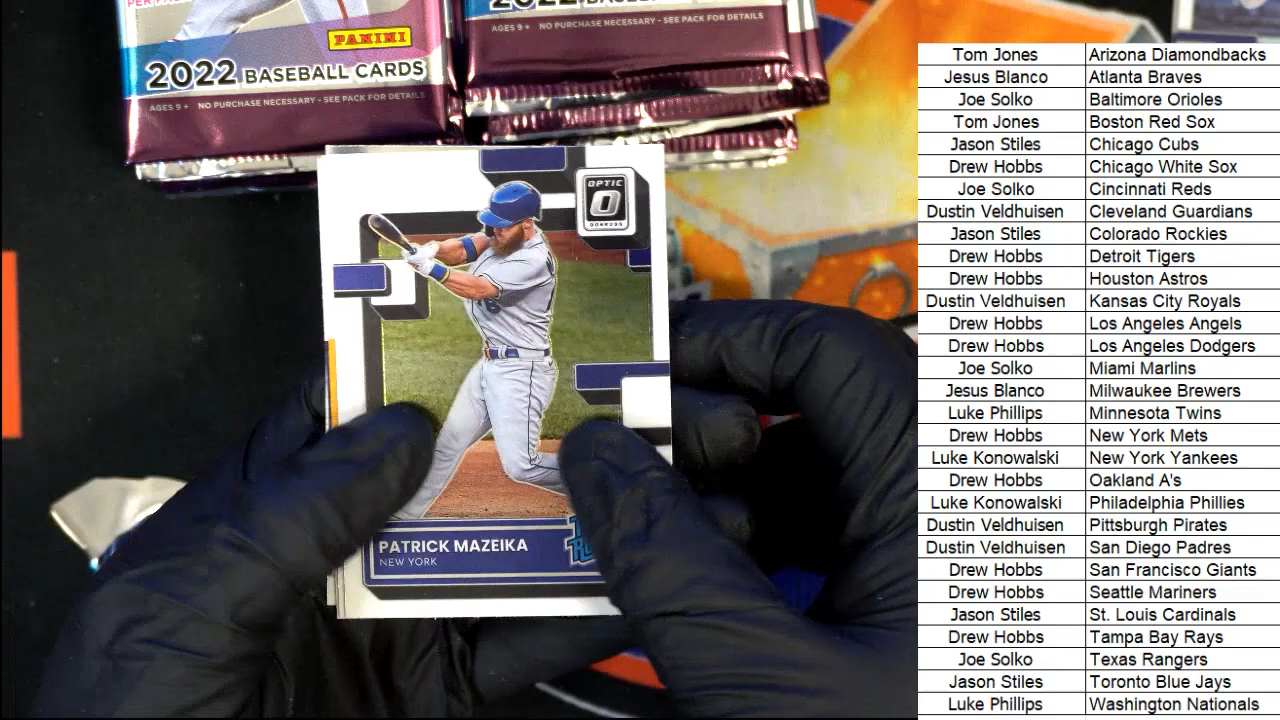 PANINI
2022 BASEBALL CARDS
AGES 9+ NO PURCHASE NECESSARY - SEE PACK FOR DETAILS
AGES 9+ NO PURCHASE NECESSARY - SEE PACK FOR DETAILS
OPTIC
DONRUSS
PATRICK MAZEIKA
NEW YORK
Tom Jones Arizona Diamondbacks
Jesus Blanco Atlanta Braves
Joe Solko Baltimore Orioles
Tom Jones Boston Red Sox
Jason Stiles Chicago Cubs
Drew Hobbs Chicago White Sox
Joe Solko Cincinnati Reds
Dustin Veldhuisen Cleveland Guardians
Jason Stiles Colorado Rockies
Drew Hobbs Detroit Tigers
Drew Hobbs Houston Astros
Dustin Veldhuisen Kansas City Royals
Drew Hobbs Los Angeles Angels
Drew Hobbs Los Angeles Dodgers
Joe Solko Miami Marlins
Jesus Blanco Milwaukee Brewers
Luke Phillips Minnesota Twins
Drew Hobbs New York Mets
Luke Konowalski New York Yankees
Drew Hobbs Oakland A's
Luke Konowalski Philadelphia Phillies
Dustin Veldhuisen Pittsburgh Pirates
Dustin Veldhuisen San Diego Padres
Drew Hobbs San Francisco Giants
Drew Hobbs Seattle Mariners
Jason Stiles St. Louis Cardinals
Drew Hobbs Tampa Bay Rays
Joe Solko Texas Rangers
Jason Stiles Toronto Blue Jays
Luke Phillips Washington Nationals